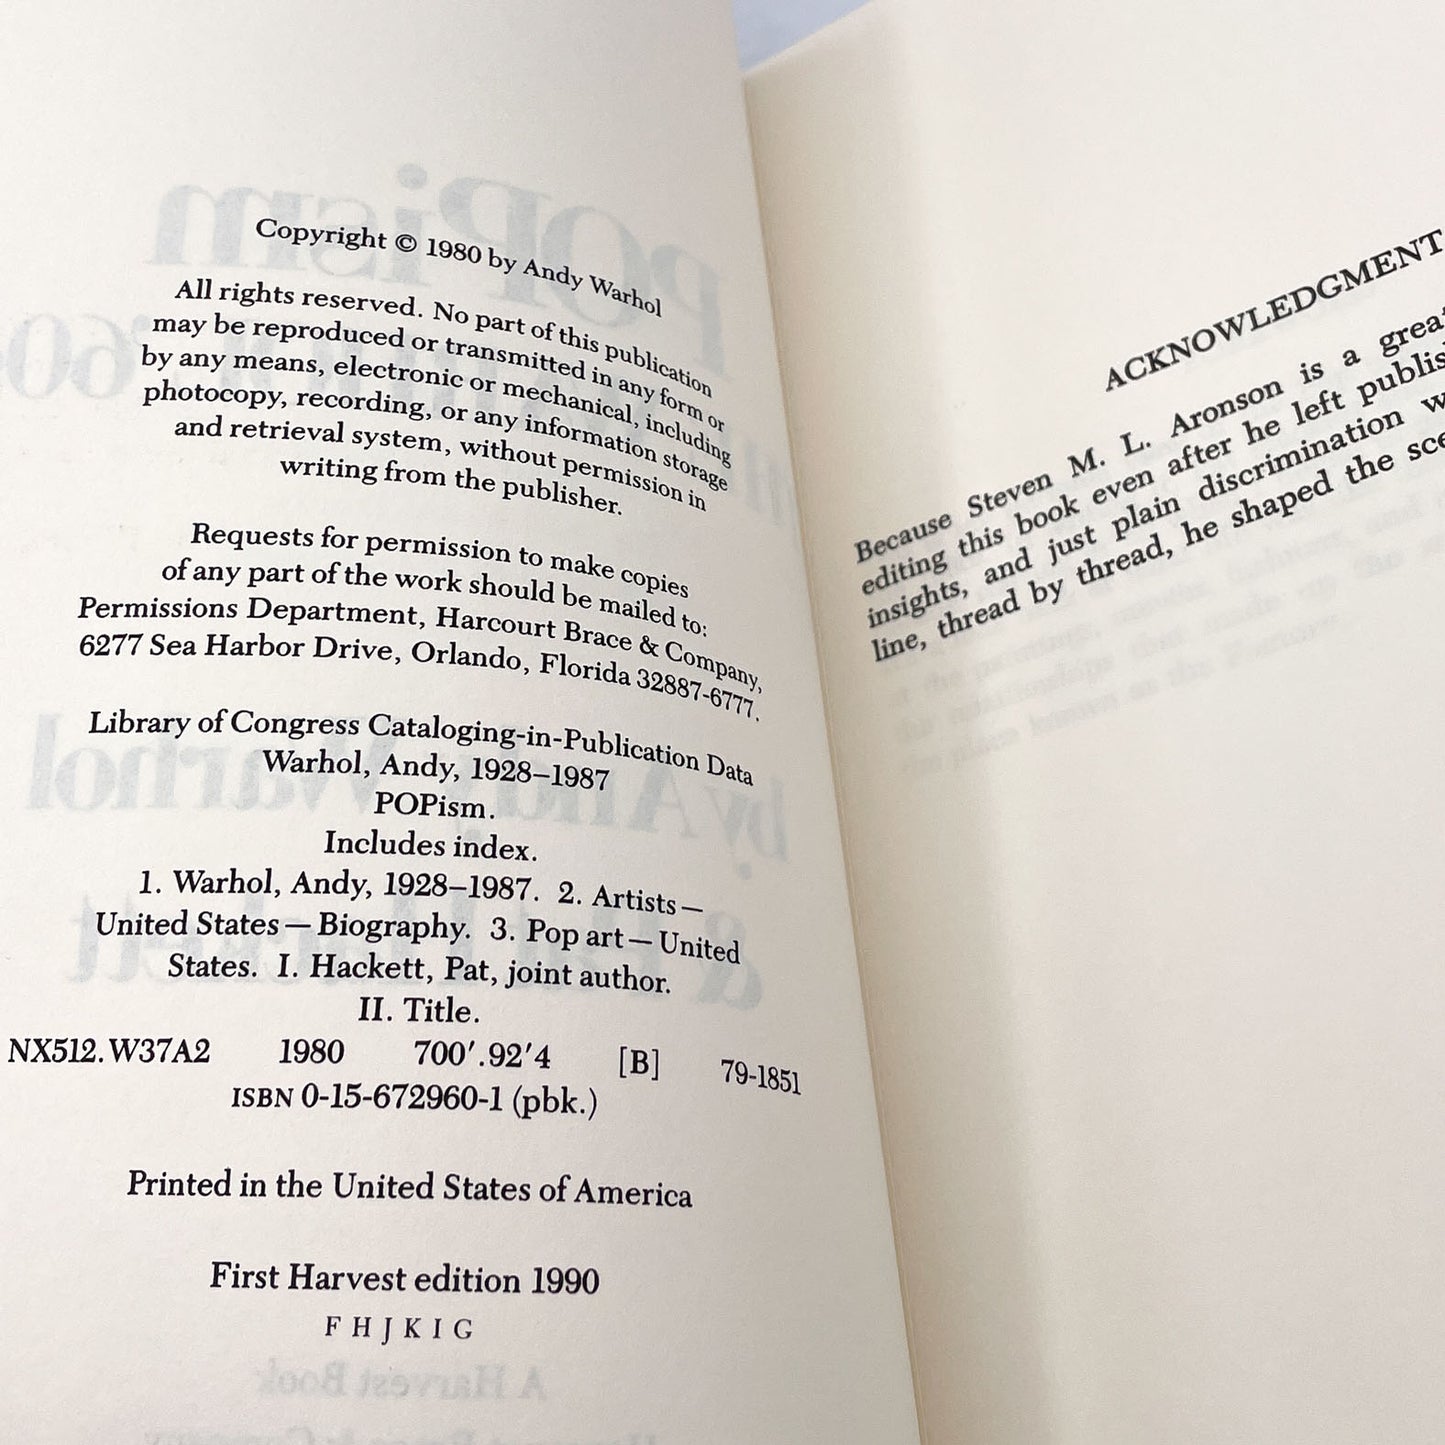 Copyright © 1980 by Andy Warhol
All rights reserved. No part of this publication
may be reproduced or transmitted in any form or
by any means, electronic or mechanical, including
photocopy, recording, or any information storage
and retrieval system, without permission in
writing from the publisher.
Requests for permission to make copies
of any part of the work should be mailed to:
Permissions Department, Harcourt Brace & Company,
6277 Sea Harbor Drive, Orlando, Florida 32887-6777.
Library of Congress Cataloging-in-Publication Data
Warhol, Andy, 1928–1987
POPism.
Includes index.
1. Warhol, Andy, 1928–1987. 2. Artists—
United States—Biography. 3. Pop art—United
States. I. Hackett, Pat, joint author.
II. Title.
NX512.W37A2 1980 700′.92′4 [B] 79-1851
ISBN 0-15-672960-1 (pbk.)
Printed in the United States of America
First Harvest edition 1990
F H J K I G
ACKNOWLEDGMENT
Because Steven M. L. Aronson is a great
editing this book even after he left publis
insights, and just plain discrimination w
line, thread by thread, he shaped the sce